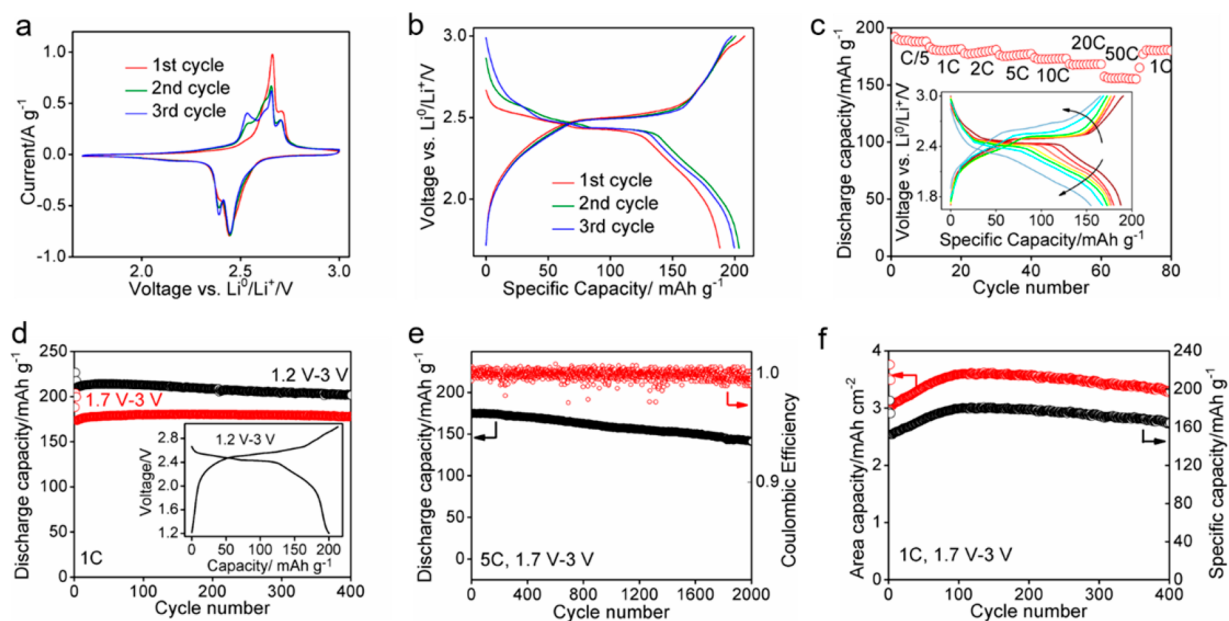 a
1.0
0.5
0.0
-0.5
-1.0
Current/A g⁻¹
1st cycle
2nd cycle
3rd cycle
2.0
2.5
3.0
Voltage vs. Li⁰/Li⁺/V
b
3.0
2.5
2.0
Voltage vs. Li⁰/Li⁺/V
1st cycle
2nd cycle
3rd cycle
0
50
100
150
200
Specific Capacity/ mAh g⁻¹
c
200
150
100
50
0
Discharge capacity/mAh g⁻¹
C/5
1C
2C
5C
10C
20C
50C
1C
3.0
2.4
1.8
Voltage vs. Li⁰/Li⁺/V
0
50
100
150
200
Specific Capacity/mAh g⁻¹
0
20
40
60
80
Cycle number
d
250
200
150
100
50
0
Discharge capacity/mAh g⁻¹
1.2 V-3 V
1.7 V-3 V
1.2 V-3 V
2.8
2.4
2.0
1.6
1.2
Voltage/V
0
50
100
150
200
Capacity/ mAh g⁻¹
1C
0
100
200
300
400
Cycle number
e
225
200
175
150
125
100
75
50
25
0
Discharge capacity/mAh g⁻¹
1.0
0.9
Coulombic Efficiency
5C, 1.7 V-3 V
0
400
800
1200
1600
2000
Cycle number
f
4
3
2
1
0
Area capacity/mAh cm⁻²
240
200
160
120
80
40
0
Specific capacity/mAh g⁻¹
1C, 1.7 V-3 V
0
100
200
300
400
Cycle number